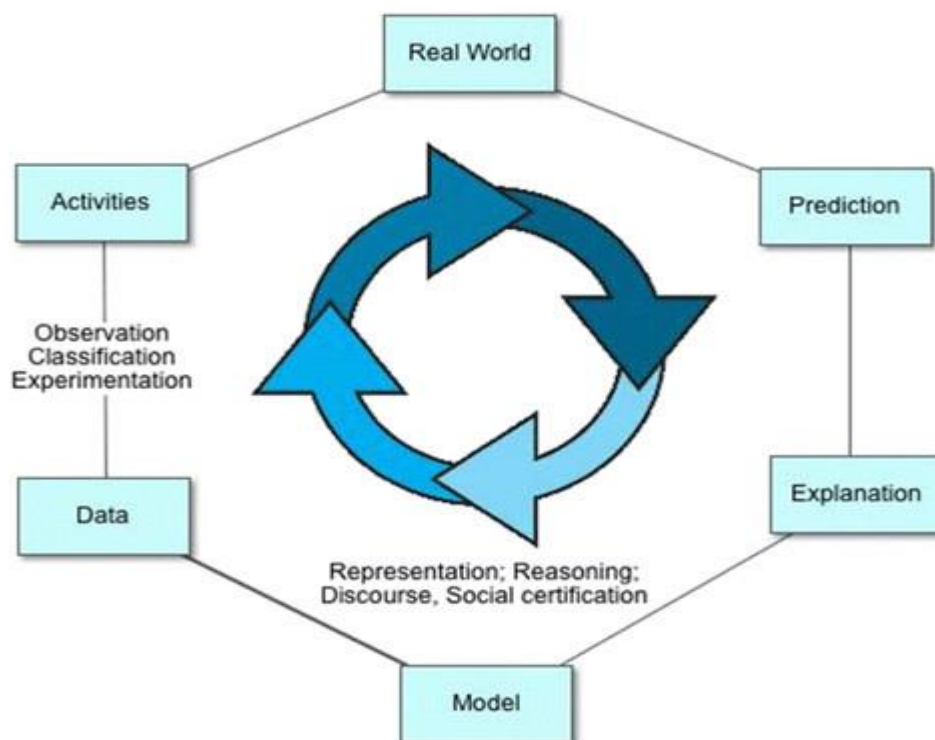 Real World
Activities
Prediction
Observation
Classification
Experimentation
Data
Explanation
Representation; Reasoning;
Discourse, Social certification
Model